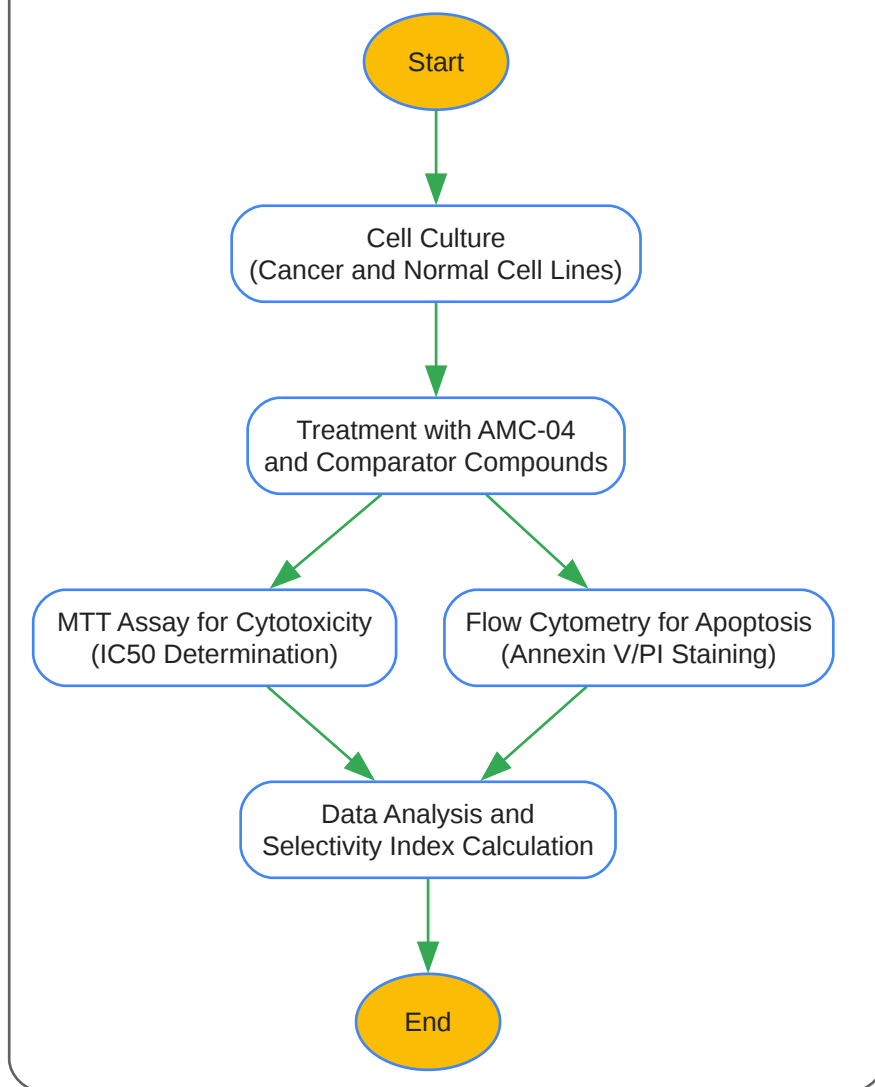 Start
Cell Culture
(Cancer and Normal Cell Lines)
Treatment with AMC-04
and Comparator Compounds
MTT Assay for Cytotoxicity
(IC50 Determination)
Flow Cytometry for Apoptosis
(Annexin V/PI Staining)
Data Analysis and
Selectivity Index Calculation
End